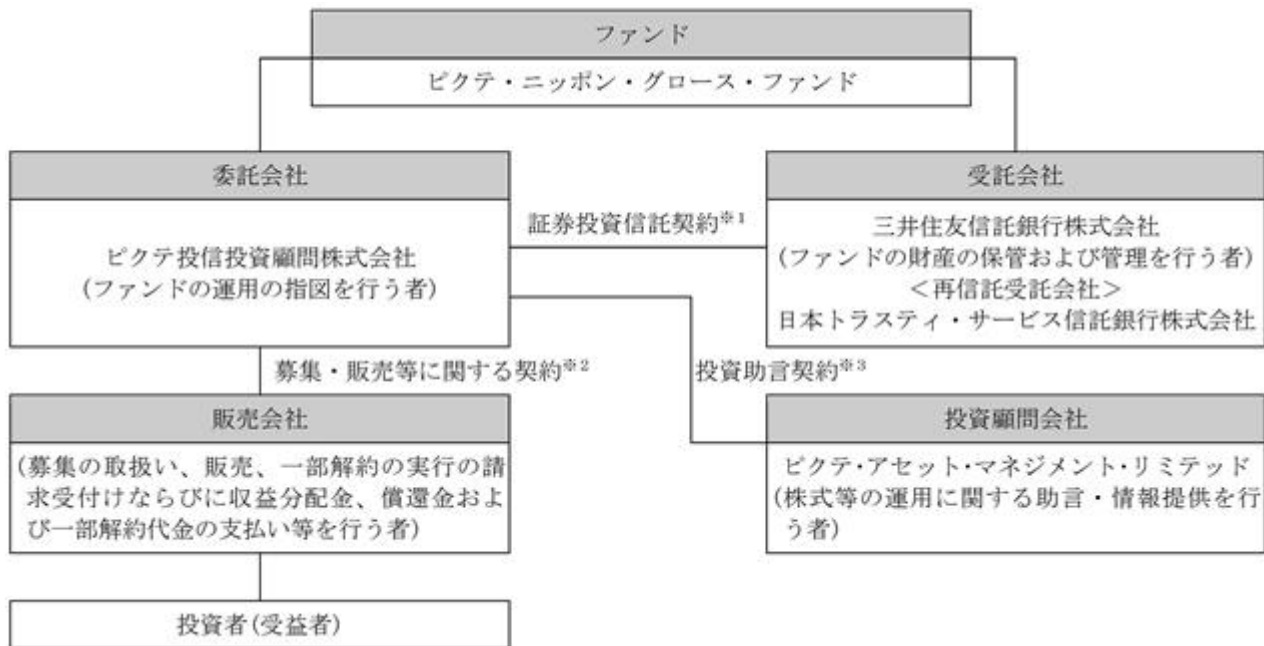 ファンド
ピクテ・ニッポン・グロース・ファンド
委託会社
ピクテ投信投資顧問株式会社
(ファンドの運用の指図を行う者)
証券投資信託契約※1
受託会社
三井住友信託銀行株式会社
(ファンドの財産の保管および管理を行う者)
<再信託受託会社>
日本トラスティ・サービス信託銀行株式会社
募集・販売等に関する契約※2
投資助言契約※3
販売会社
(募集の取扱い、販売、一部解約の実行の請
求受付けならびに収益分配金、償還金およ
び一部解約代金の支払い等を行う者)
投資顧問会社
ピクテ・アセット・マネジメント・リミテッド
(株式等の運用に関する助言・情報提供を行
う者)
投資者(受益者)